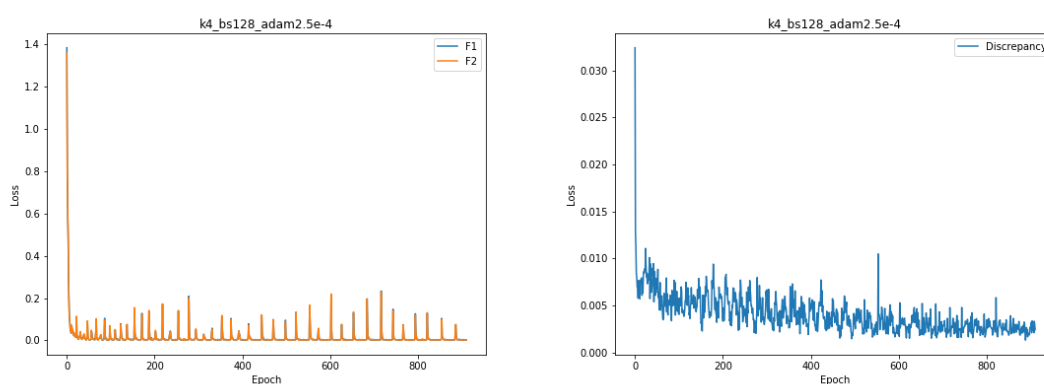 k4_bs128_adam2.5e-4
F1
F2
1.4
1.2
1.0
0.8
0.6
0.4
0.2
0.0
Loss
0 200 400 600 800
Epoch
k4_bs128_adam2.5e-4
Discrepancy
0.030
0.025
0.020
0.015
0.010
0.005
0.000
Loss
0 200 400 600 800
Epoch